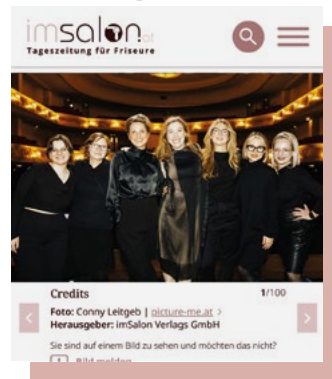 imsalon.at
Tageszeitung für Friseure
Credits
1/100
Foto: Conny Leitgeb | picture-me.at >
Herausgeber: imSalon Verlags GmbH
Sie sind auf einem Bild zu sehen und möchten das nicht?
Bild melden